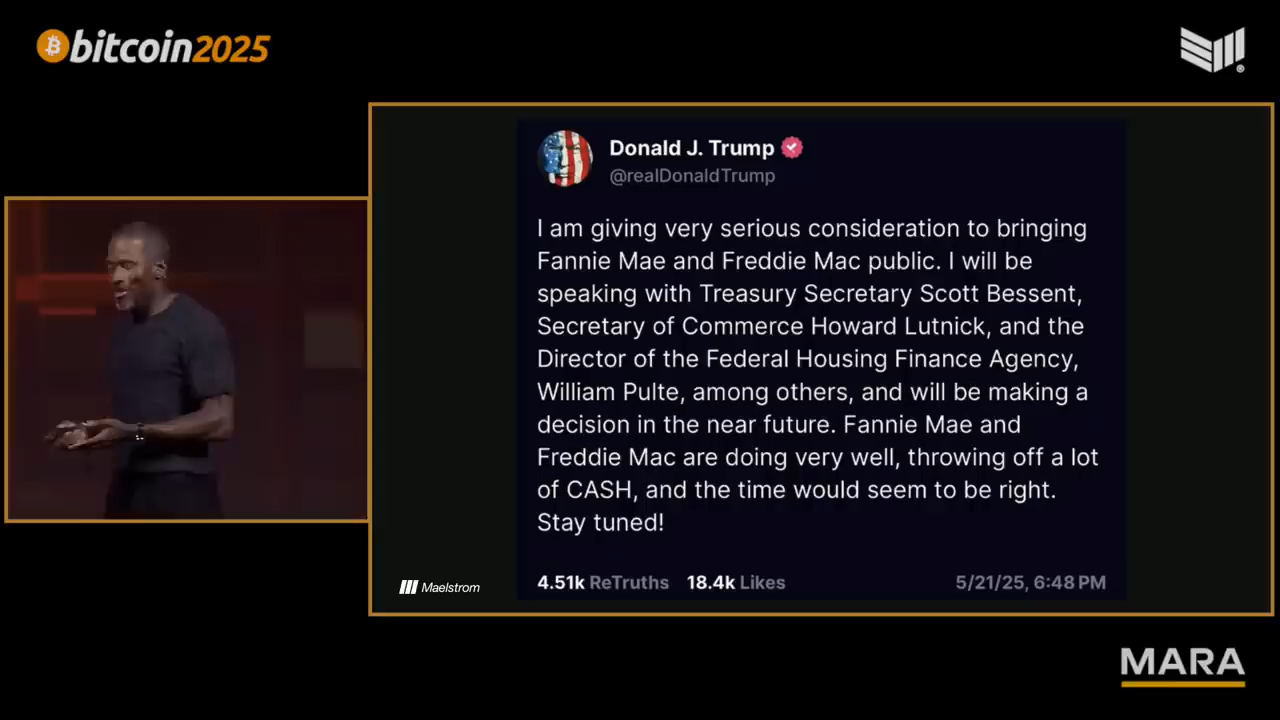 bitcoin2025
Donald J. Trump
@realDonaldTrump
I am giving very serious consideration to bringing
Fannie Mae and Freddie Mac public. I will be
speaking with Treasury Secretary Scott Bessent,
Secretary of Commerce Howard Lutnick, and the
Director of the Federal Housing Finance Agency,
William Pulte, among others, and will be making a
decision in the near future. Fannie Mae and
Freddie Mac are doing very well, throwing off a lot
of CASH, and the time would seem to be right.
Stay tuned!
4.51k ReTruths 18.4k Likes 5/21/25, 6:48 PM
Maelstrom
MARA